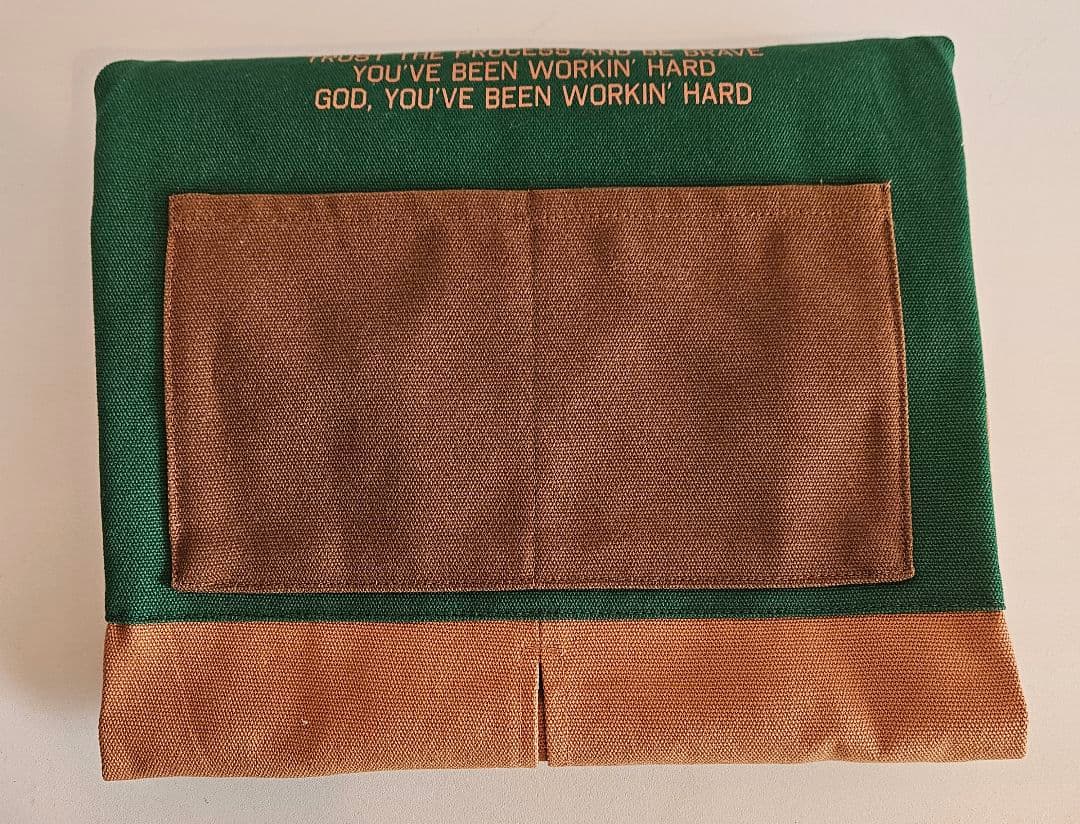 TRUST THE PROCESS AND BE BRAVE
YOU'VE BEEN WORKIN' HARD
GOD, YOU'VE BEEN WORKIN' HARD